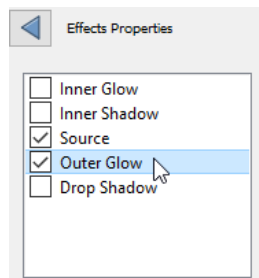 Effects Properties
Inner Glow
Inner Shadow
Source
Outer Glow
Drop Shadow